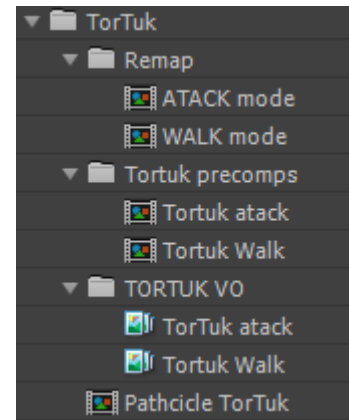 TorTuk
Remap
ATACK mode
WALK mode
Tortuk precomps
Tortuk atack
Tortuk Walk
TORTUK VO
TorTuk atack
Tortuk Walk
Pathcicle TorTuk